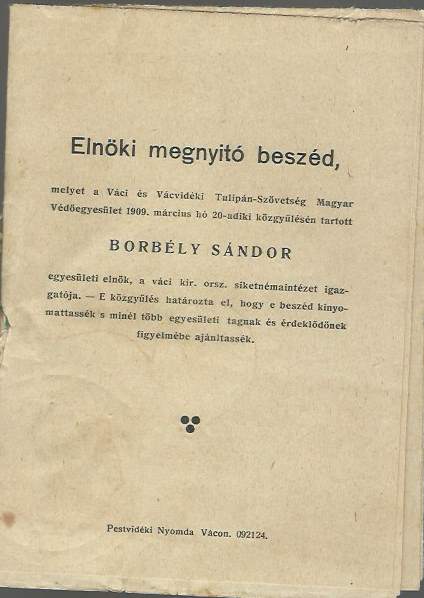 Elnöki megnyitó beszéd,
melyet a Váci és Vácvidéki Tulipán-Szövetség Magyar
Védőegyesület 1909. március hó 20-adiki közgyűlésén tartott
BORBÉLY SÁNDOR
egyesületi elnök, a váci kir. orsz. siketnémaintézet igaz-
gatója. — E közgyűlés határozta el, hogy e beszéd kinyo-
mattassék s minél több egyesületi tagnak és érdeklődőnek
figyelmébe ajánltassék.
Pestvidéki Nyomda Vácon. 092124.